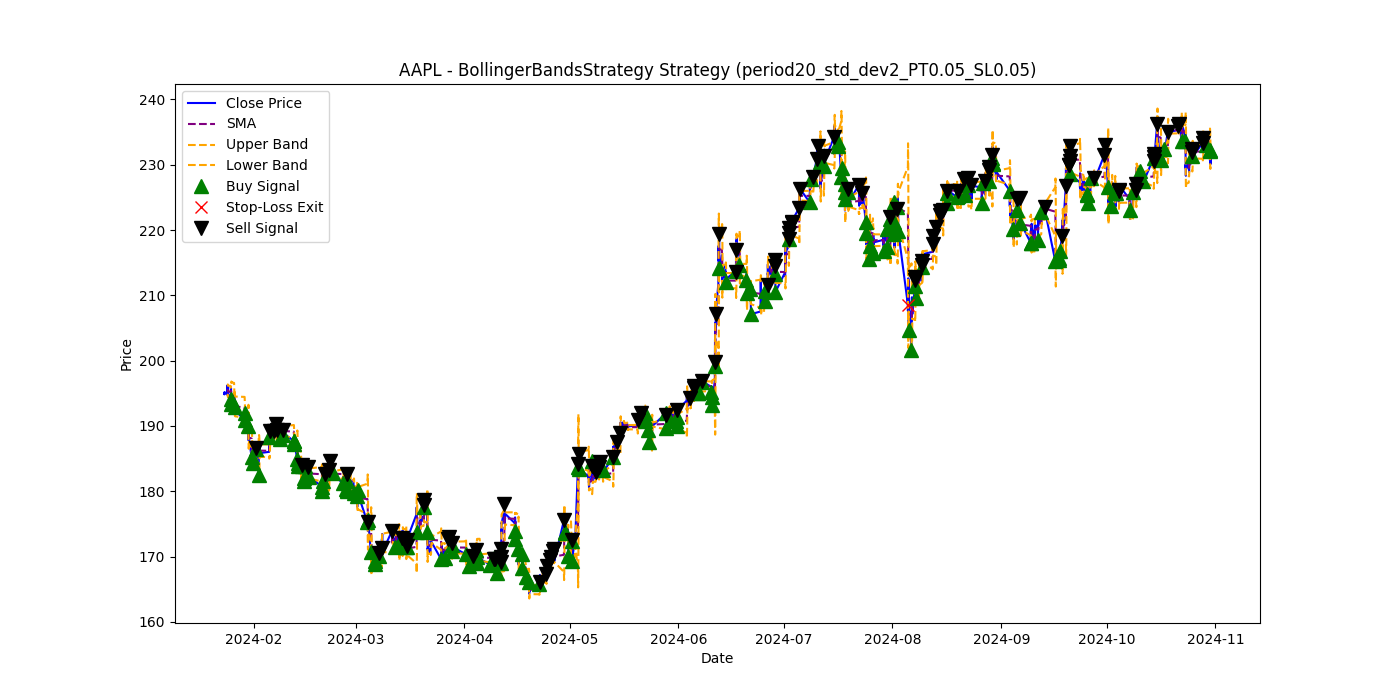 AAPL - BollingerBandsStrategy Strategy (period20_std_dev2_PT0.05_SL0.05)
240
230
220
210
200
190
180
170
160
Price
Close Price
SMA
Upper Band
Lower Band
Buy Signal
Stop-Loss Exit
Sell Signal
2024-02 2024-03 2024-04 2024-05 2024-06 2024-07 2024-08 2024-09 2024-10 2024-11
Date